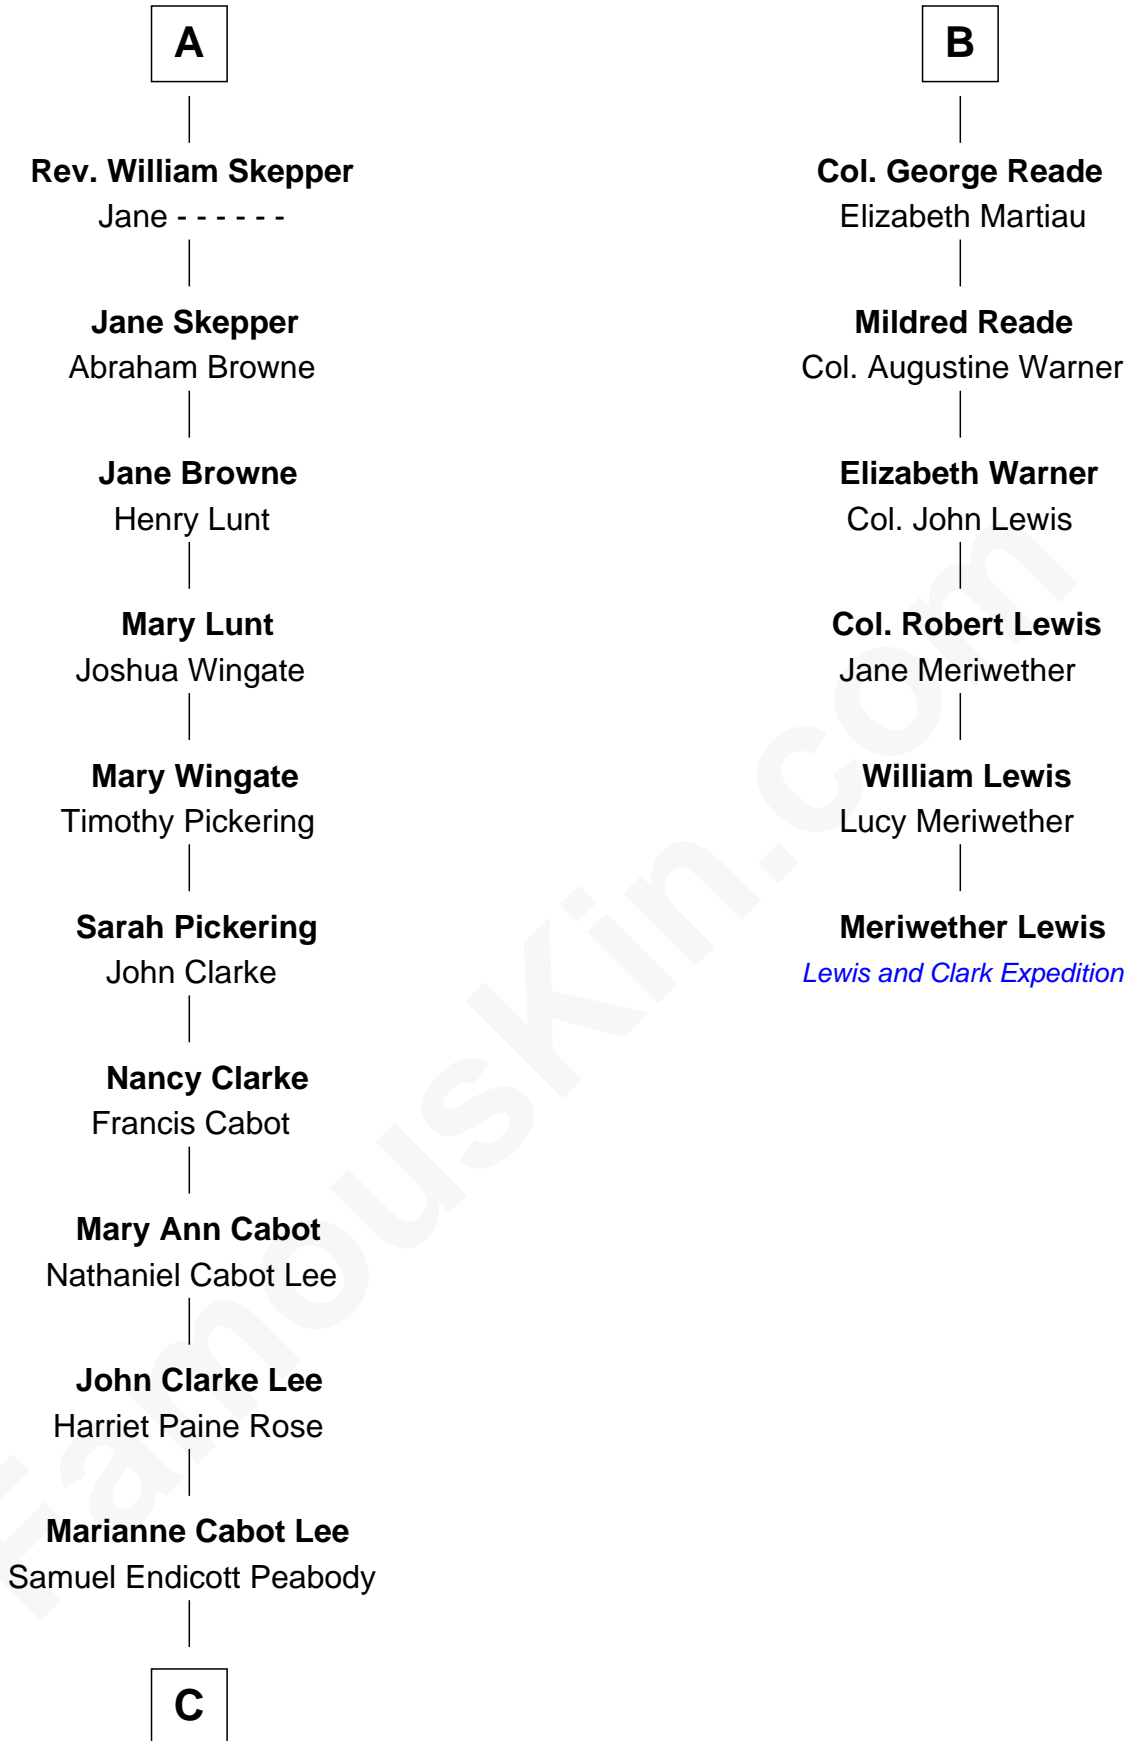 A
Rev. William Skepper
Jane - - - - - -
Jane Skepper
Abraham Browne
Jane Browne
Henry Lunt
Mary Lunt
Joshua Wingate
Mary Wingate
Timothy Pickering
Sarah Pickering
John Clarke
Nancy Clarke
Francis Cabot
Mary Ann Cabot
Nathaniel Cabot Lee
John Clarke Lee
Harriet Paine Rose
Marianne Cabot Lee
Samuel Endicott Peabody
C
B
Col. George Reade
Elizabeth Martiau
Mildred Reade
Col. Augustine Warner
Elizabeth Warner
Col. John Lewis
Col. Robert Lewis
Jane Meriwether
William Lewis
Lucy Meriwether
Meriwether Lewis
Lewis and Clark Expedition
FamousKin.com